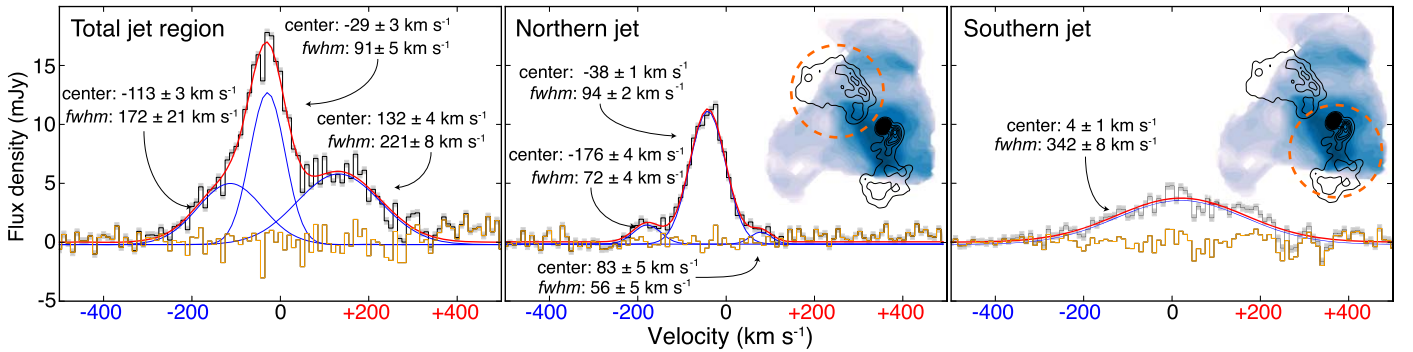 Total jet region
center: -29 ± 3 km s⁻¹
fwhm: 91± 5 km s⁻¹
center: -113 ± 3 km s⁻¹
fwhm: 172 ± 21 km s⁻¹
center: 132 ± 4 km s⁻¹
fwhm: 221± 8 km s⁻¹
Northern jet
center: -38 ± 1 km s⁻¹
fwhm: 94 ± 2 km s⁻¹
center: -176 ± 4 km s⁻¹
fwhm: 72 ± 4 km s⁻¹
center: 83 ± 5 km s⁻¹
fwhm: 56 ± 5 km s⁻¹
Southern jet
center: 4 ± 1 km s⁻¹
fwhm: 342 ± 8 km s⁻¹
Flux density (mJy)
15
10
5
0
-5
-400 -200 0 +200 +400
-400 -200 0 +200 +400
-400 -200 0 +200 +400
Velocity (km s⁻¹)